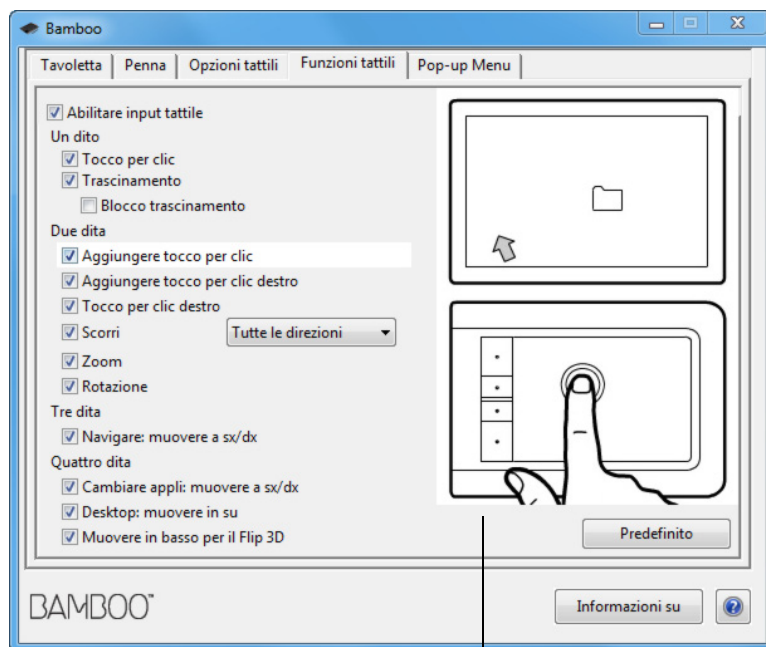 Bamboo
Tavoletta Penna Opzioni tattili Funzioni tattili Pop-up Menu
Abilitare input tattile
Un dito
Tocco per clic
Trascinamento
Blocco trascinamento
Due dita
Aggiungere tocco per clic
Aggiungere tocco per clic destro
Tocco per clic destro
Scorri Tutte le direzioni
Zoom
Rotazione
Tre dita
Navigare: muovere a sx/dx
Quattro dita
Cambiare appli: muovere a sx/dx
Desktop: muovere in su
Muovere in basso per il Flip 3D
Predefinito
BAMBOO™
Informazioni su ?